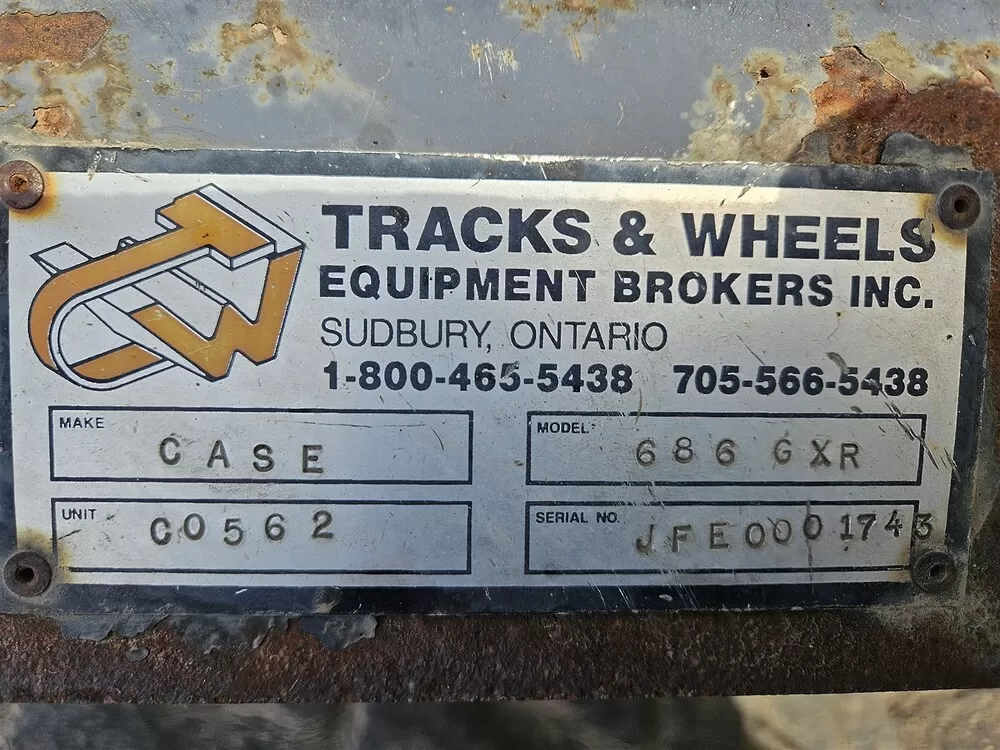 TRACKS & WHEELS
EQUIPMENT BROKERS INC.
SUDBURY, ONTARIO
1-800-465-5438 705-566-5438
MAKE
CASE
MODEL
686 GXR
UNIT
C0562
SERIAL NO.
JFE0001743